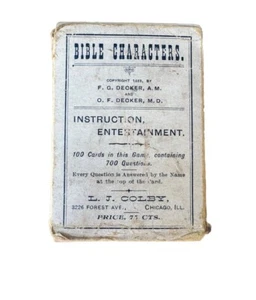 BIBLE CHARACTERS.
COPYRIGHT BY
F. G. DECKER, A.M.
AND
O. F. DECKER, M.D.
INSTRUCTION,
ENTERTAINMENT.
100 Cards in this Game, containing
700 Questions.
Every Question is Answered by the Name
at the top of the Card.
L. J. COLBY,
3226 FOREST AVE., CHICAGO, ILL.
PRICE, 75 CTS.